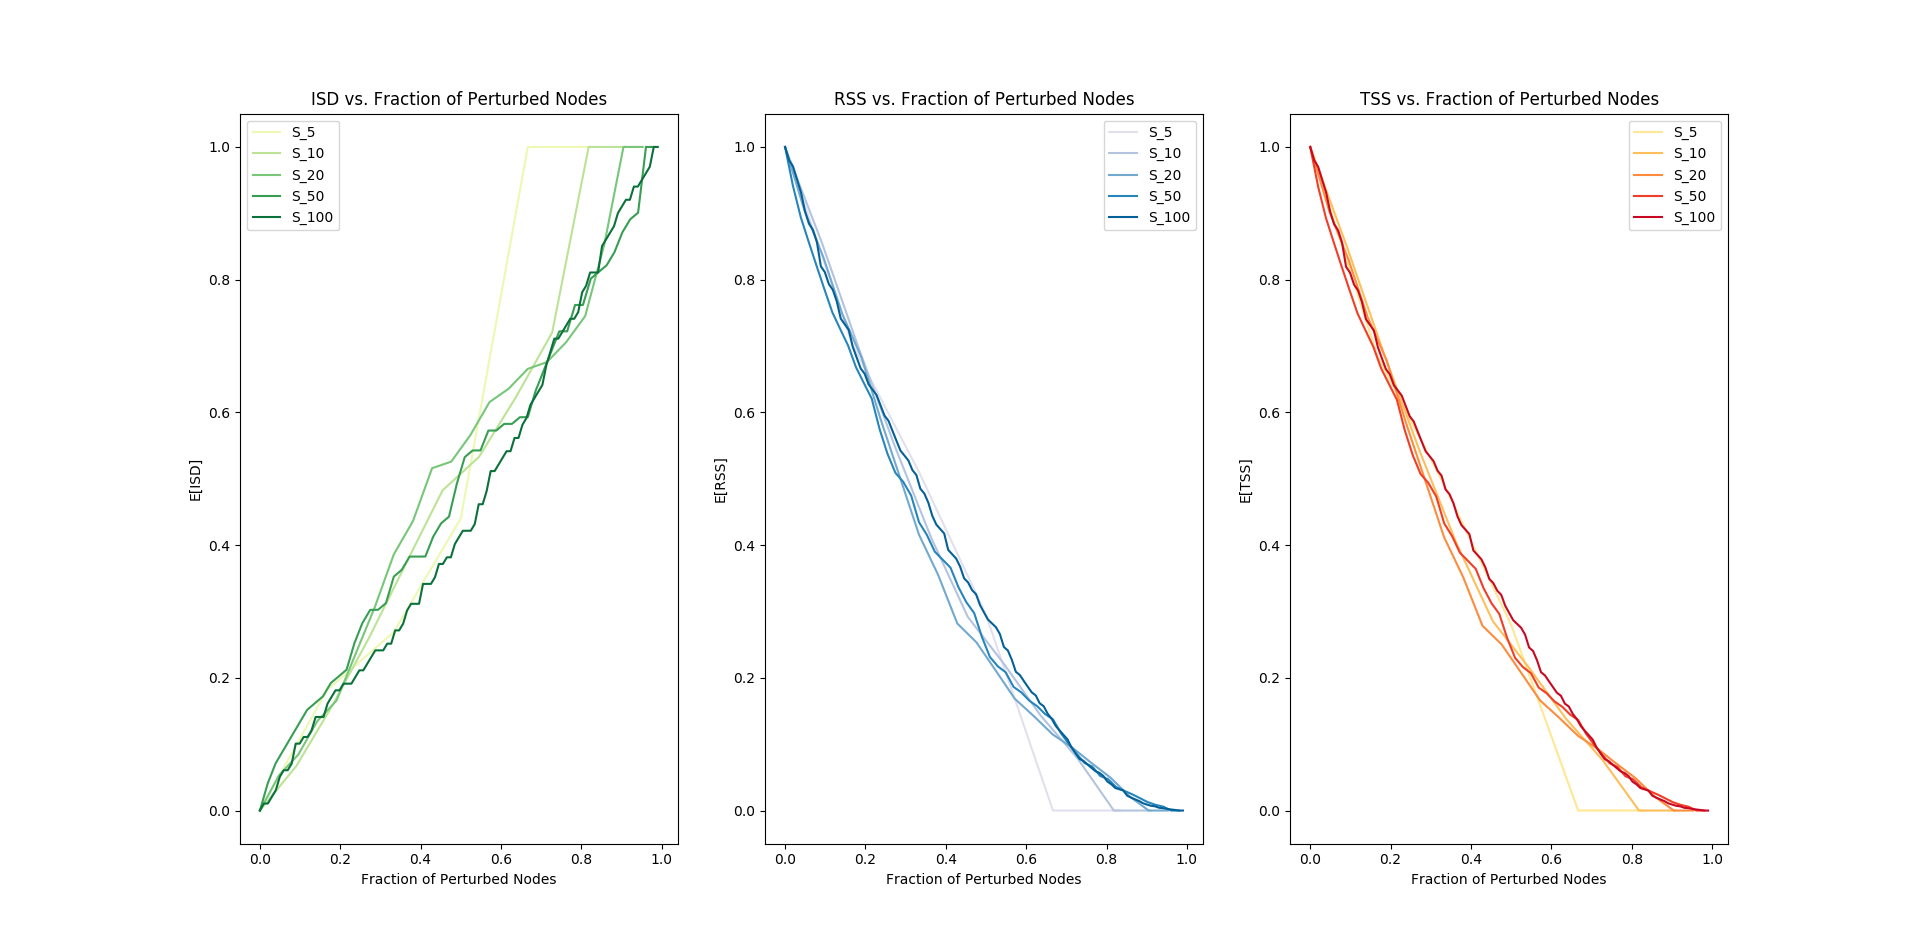 ISD vs. Fraction of Perturbed Nodes
S_5
S_10
S_20
S_50
S_100
1.0
0.8
0.6
0.4
0.2
0.0
E[ISD]
0.0 0.2 0.4 0.6 0.8 1.0
Fraction of Perturbed Nodes
RSS vs. Fraction of Perturbed Nodes
S_5
S_10
S_20
S_50
S_100
1.0
0.8
0.6
0.4
0.2
0.0
E[RSS]
0.0 0.2 0.4 0.6 0.8 1.0
Fraction of Perturbed Nodes
TSS vs. Fraction of Perturbed Nodes
S_5
S_10
S_20
S_50
S_100
1.0
0.8
0.6
0.4
0.2
0.0
E[TSS]
0.0 0.2 0.4 0.6 0.8 1.0
Fraction of Perturbed Nodes